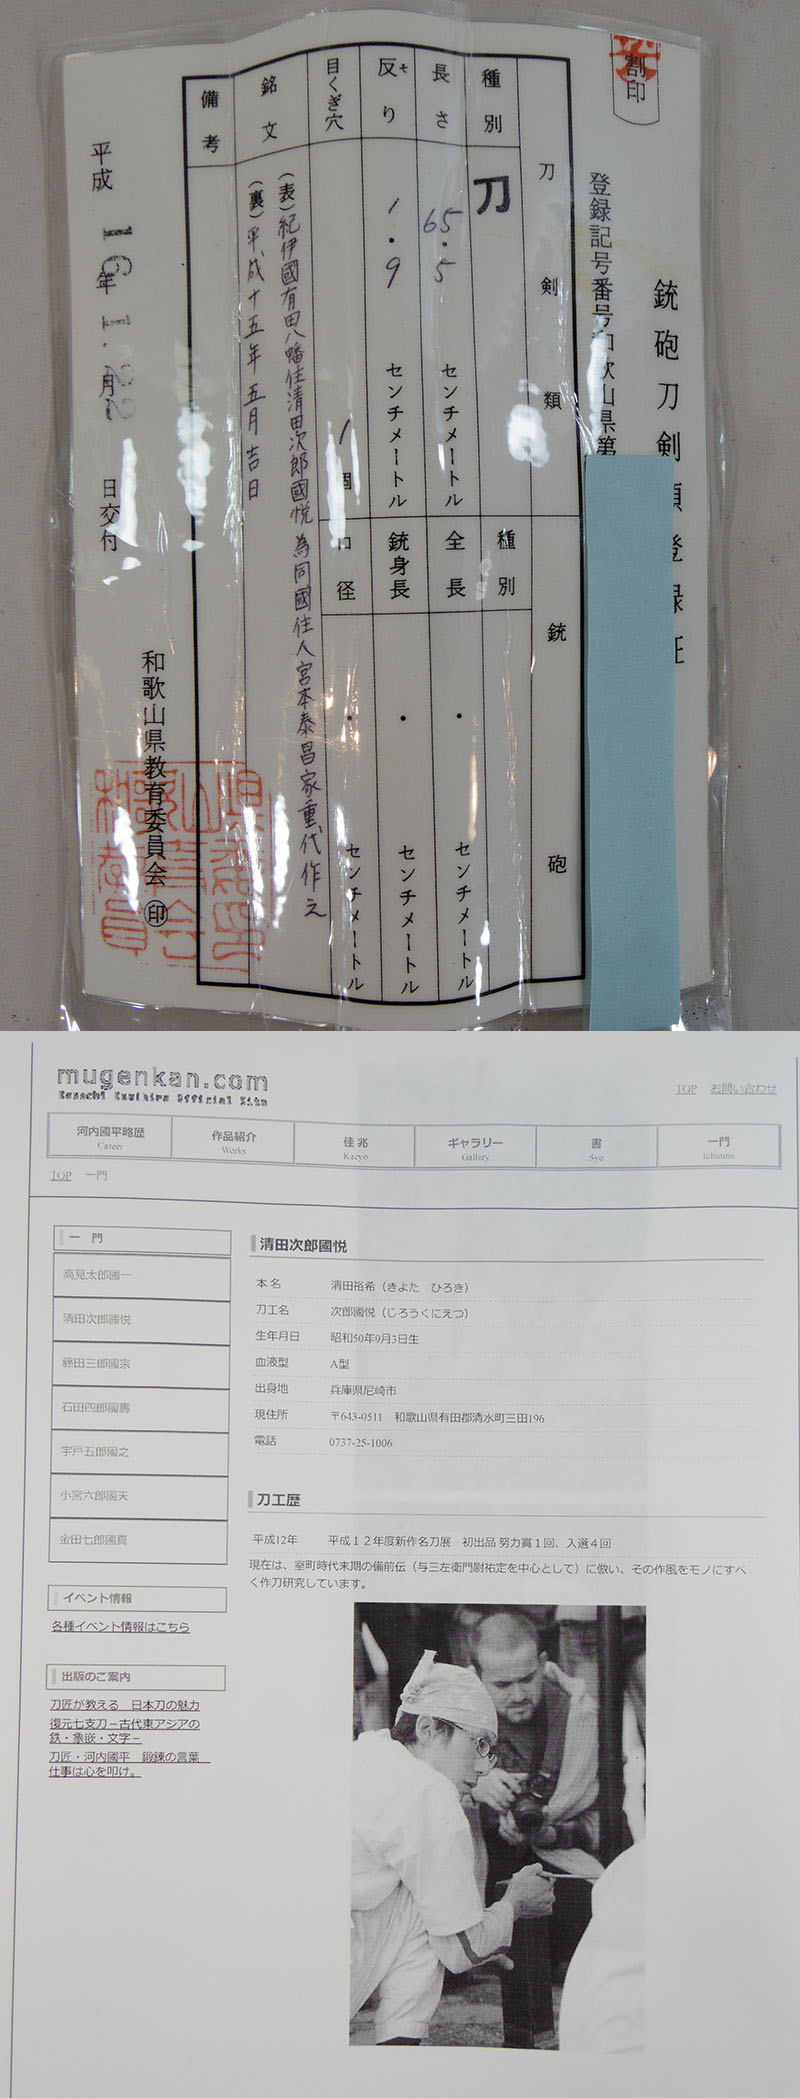 割印
銃砲刀剣類登録証
登録記号番号和歌山県第
刀剣類
銃砲
種別
刀
長さ
65.5
センチメートル
反り
ソ
1.9
センチメートル
目くぎ穴
1
個
銘文
(表)紀伊國有田八幡住清田次郎國悦 為同國住人宮本泰昌家重代作之
(裏)平成十五年五月吉日
備考
種別
全長
・
センチメートル
銃身長
・
センチメートル
口径
・
センチメートル
平成 16年 1.月 22 日交付
和歌山県教育委員会 ㊞
mugenkan.com
Official Site
TOP お問い合わせ
河内國平略歴 作品紹介 佳兆 ギャラリー 書 一門
Career Works Kacyo Gallery Syo Ichimon
TOP 一門
一 門
高見太郎國一
清田次郎國悦
藤田三郎國宗
石田四郎國壽
宇戸五郎國之
小宮六郎國天
金田七郎國真
イベント情報
各種イベント情報はこちら
出版のご案内
刀匠が教える 日本刀の魅力
復元七支刀－古代東アジアの
鉄・象嵌・文字－
刀匠・河内國平 鍛錬の言葉
仕事は心を叩け。
清田次郎國悦
本名 清田裕希（きよた ひろき）
刀工名 次郎國悦（じろうくにえつ）
生年月日 昭和50年9月3日生
血液型 A型
出身地 兵庫県尼崎市
現住所 〒643-0511 和歌山県有田郡清水町三田196
電話 0737-25-1006
刀工歴
平成12年 平成１２年度新作名刀展 初出品 努力賞１回、入選４回
現在は、室町時代末期の備前伝（与三左衛門尉祐定を中心として）に倣い、その作風をモノにすべ
く作刀研究しています。